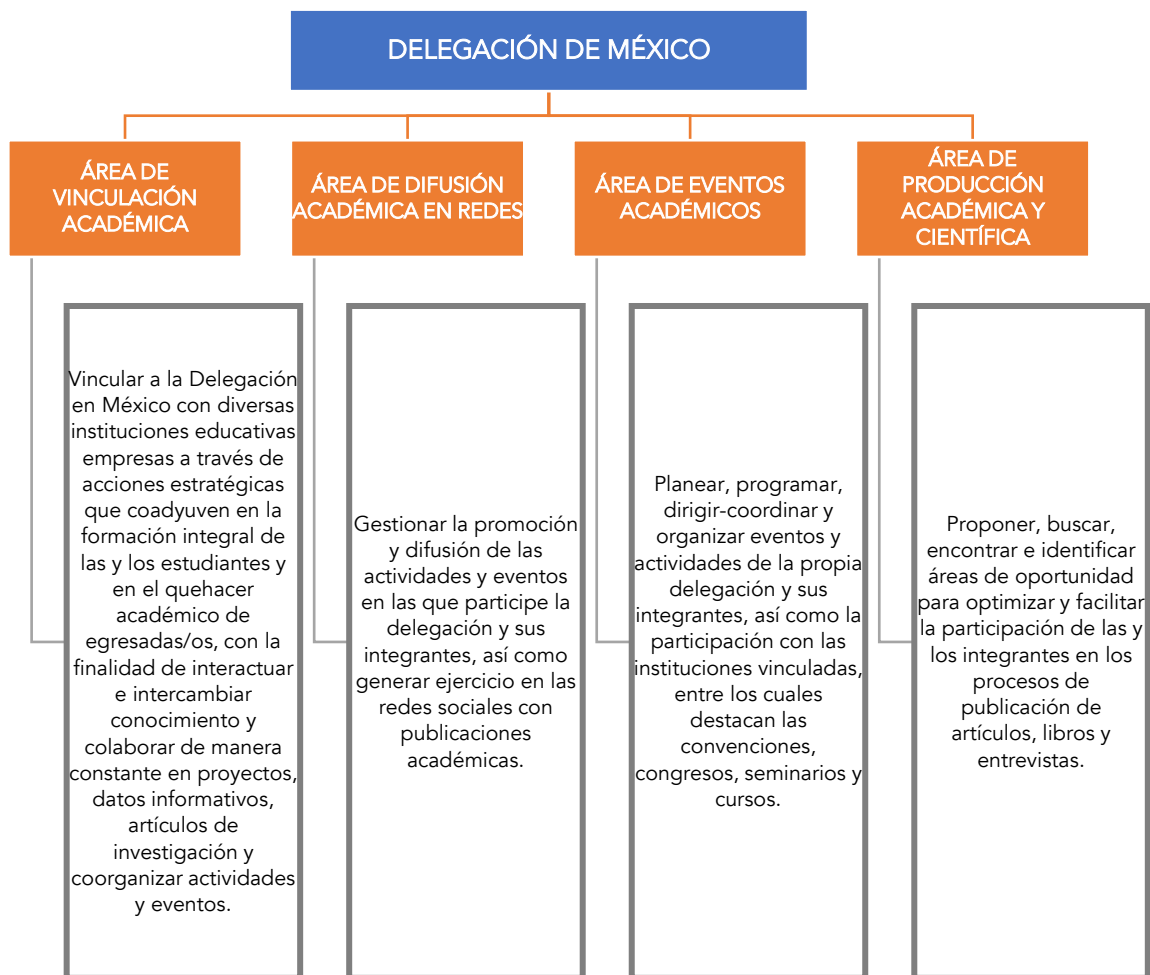 DELEGACIÓN DE MÉXICO
ÁREA DE
VINCULACIÓN
ACADÉMICA
ÁREA DE DIFUSIÓN
ACADÉMICA EN REDES
ÁREA DE EVENTOS
ACADÉMICOS
ÁREA DE
PRODUCCIÓN
ACADÉMICA Y
CIENTÍFICA
Vincular a la Delegación
en México con diversas
instituciones educativas
empresas a través de
acciones estratégicas
que coadyuven en la
formación integral de
las y los estudiantes y
en el quehacer
académico de
egresadas/os, con la
finalidad de interactuar
e intercambiar
conocimiento y
colaborar de manera
constante en proyectos,
datos informativos,
artículos de
investigación y
coorganizar actividades
y eventos.
Gestionar la promoción
y difusión de las
actividades y eventos
en las que participe la
delegación y sus
integrantes, así como
generar ejercicio en las
redes sociales con
publicaciones
académicas.
Planear, programar,
dirigir-coordinar y
organizar eventos y
actividades de la propia
delegación y sus
integrantes, así como la
participación con las
instituciones vinculadas,
entre los cuales
destacan las
convenciones,
congresos, seminarios y
cursos.
Proponer, buscar,
encontrar e identificar
áreas de oportunidad
para optimizar y facilitar
la participación de las y
los integrantes en los
procesos de
publicación de
artículos, libros y
entrevistas.